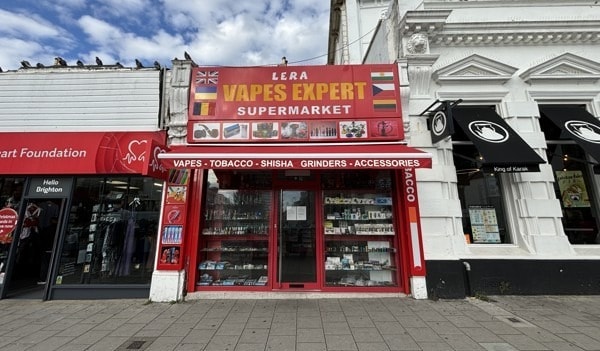 LERA
VAPES EXPERT
SUPERMARKET
VAPES - TOBACCO - SHISHA GRINDERS - ACCESSORIES
art Foundation
Hello
Brighton
King of Karak